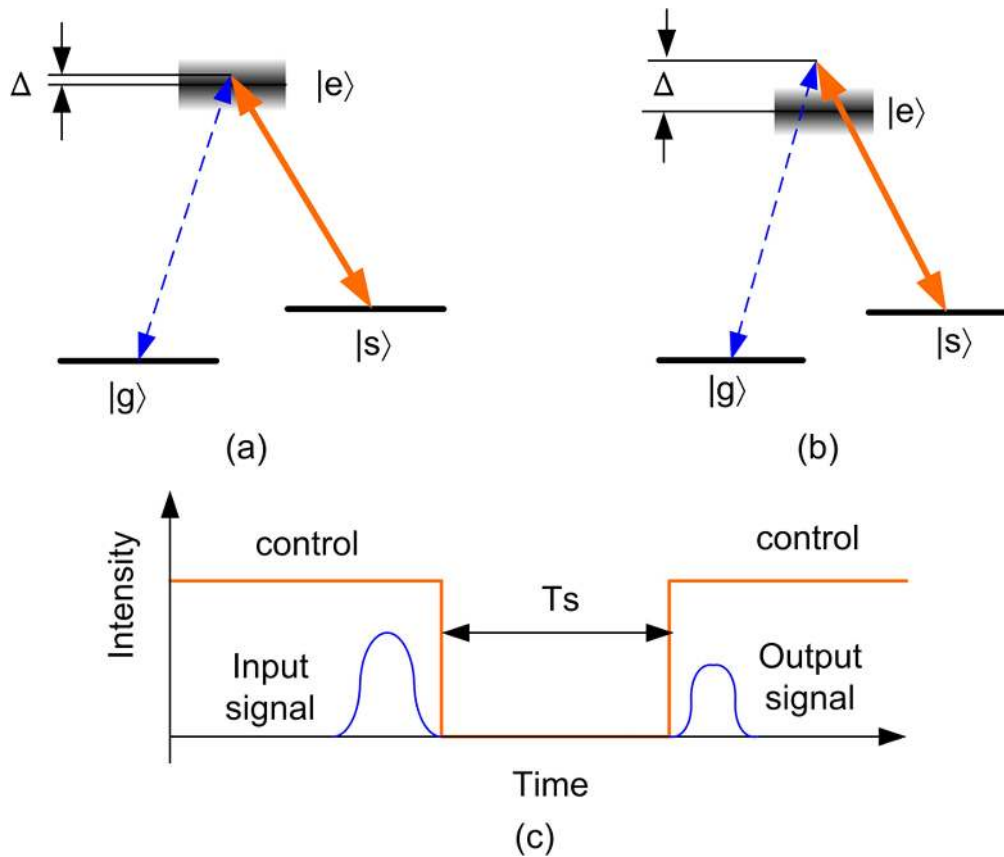 Δ
|e⟩
|s⟩
|g⟩
(a)
Δ
|e⟩
|s⟩
|g⟩
(b)
Intensity
control
control
Ts
Input
signal
Output
signal
Time
(c)